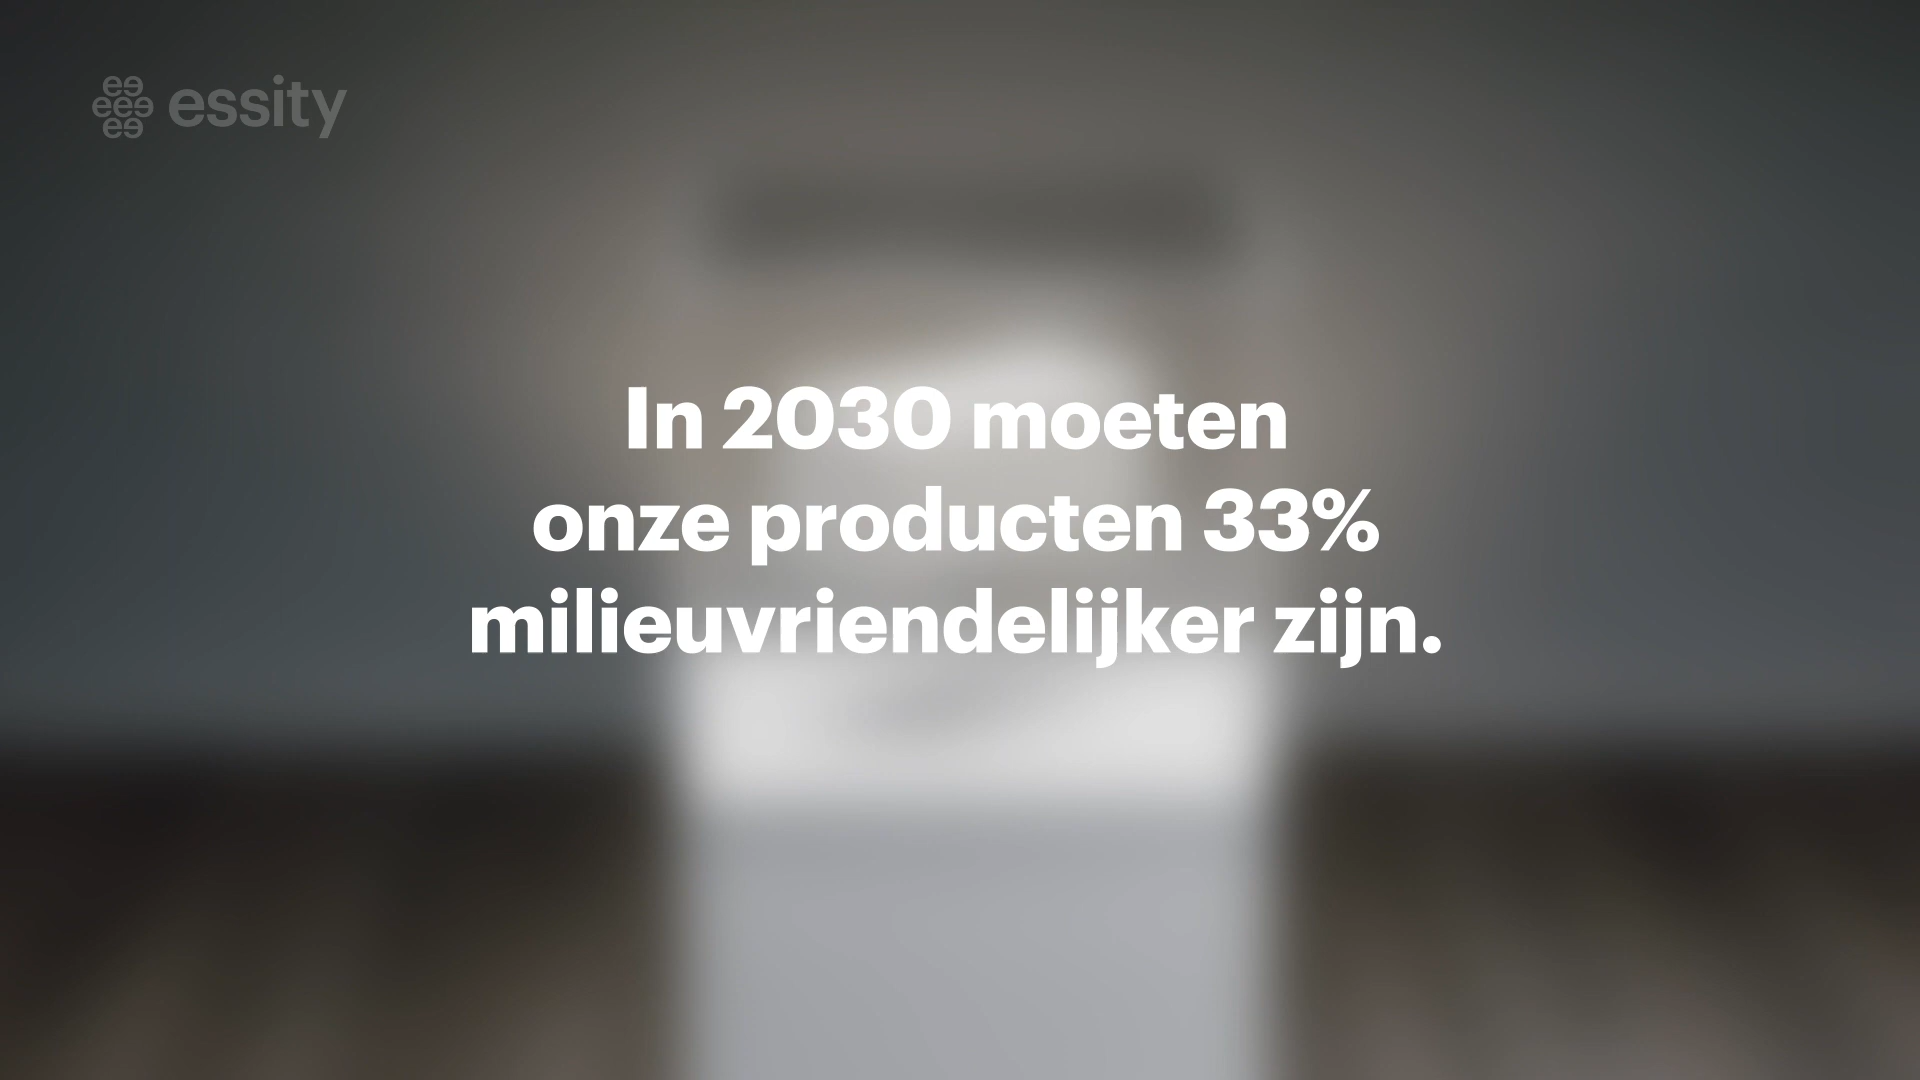 essity
In 2030 moeten
onze producten 33%
milieuvriendelijker zijn.